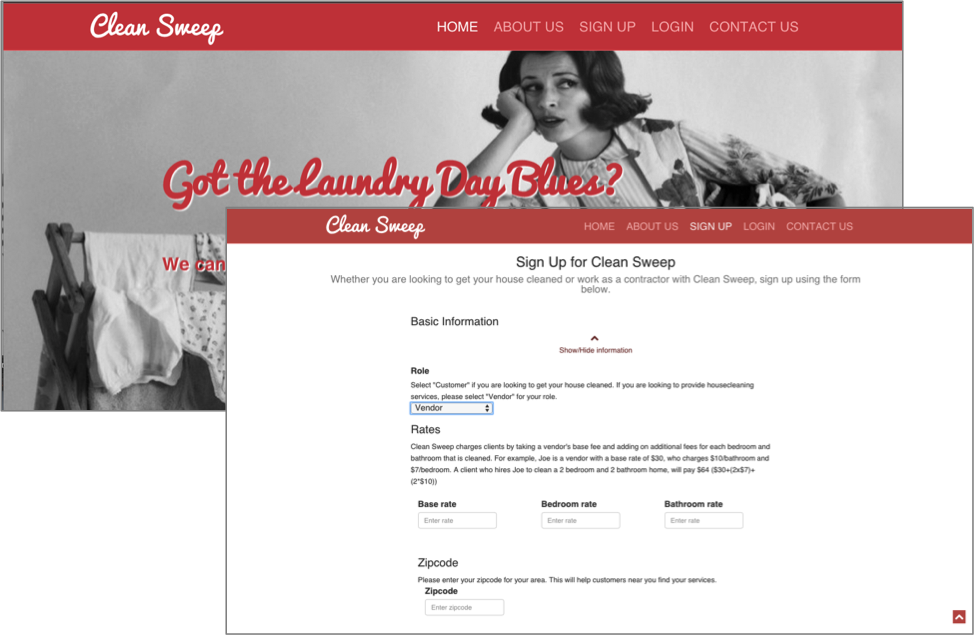 Clean Sweep
HOME ABOUT US SIGN UP LOGIN CONTACT US
Got the Laundry Day Blues?
We can
Clean Sweep
HOME ABOUT US SIGN UP LOGIN CONTACT US
Sign Up for Clean Sweep
Whether you are looking to get your house cleaned or work as a contractor with Clean Sweep, sign up using the form
below.
Basic Information
Show/Hide information
Role
Select "Customer" if you are looking to get your house cleaned. If you are looking to provide housecleaning
services, please select "Vendor" for your role.
Vendor
Rates
Clean Sweep charges clients by taking a vendor's base fee and adding on additional fees for each bedroom and
bathroom that is cleaned. For example, Joe is a vendor with a base rate of $30, who charges $10/bathroom and
$7/bedroom. A client who hires Joe to clean a 2 bedroom and 2 bathroom home, will pay $64 ($30+(2x$7)+
(2*$10))
Base rate Bedroom rate Bathroom rate
Enter rate Enter rate Enter rate
Zipcode
Please enter your zipcode for your area. This will help customers near you find your services.
Zipcode
Enter zipcode